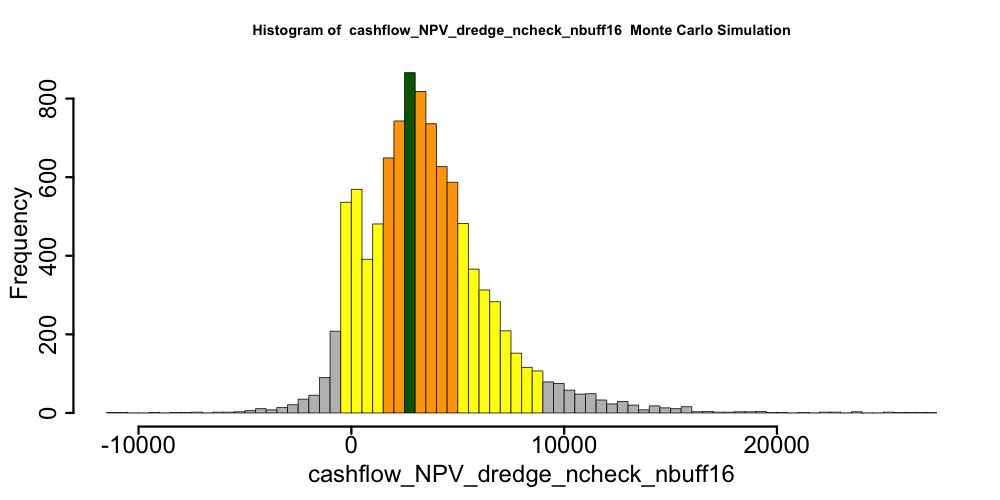 Histogram of  cashflow_NPV_dredge_ncheck_nbuff16  Monte Carlo Simulation
Frequency
800
600
400
200
0
-10000 0 10000 20000
cashflow_NPV_dredge_ncheck_nbuff16